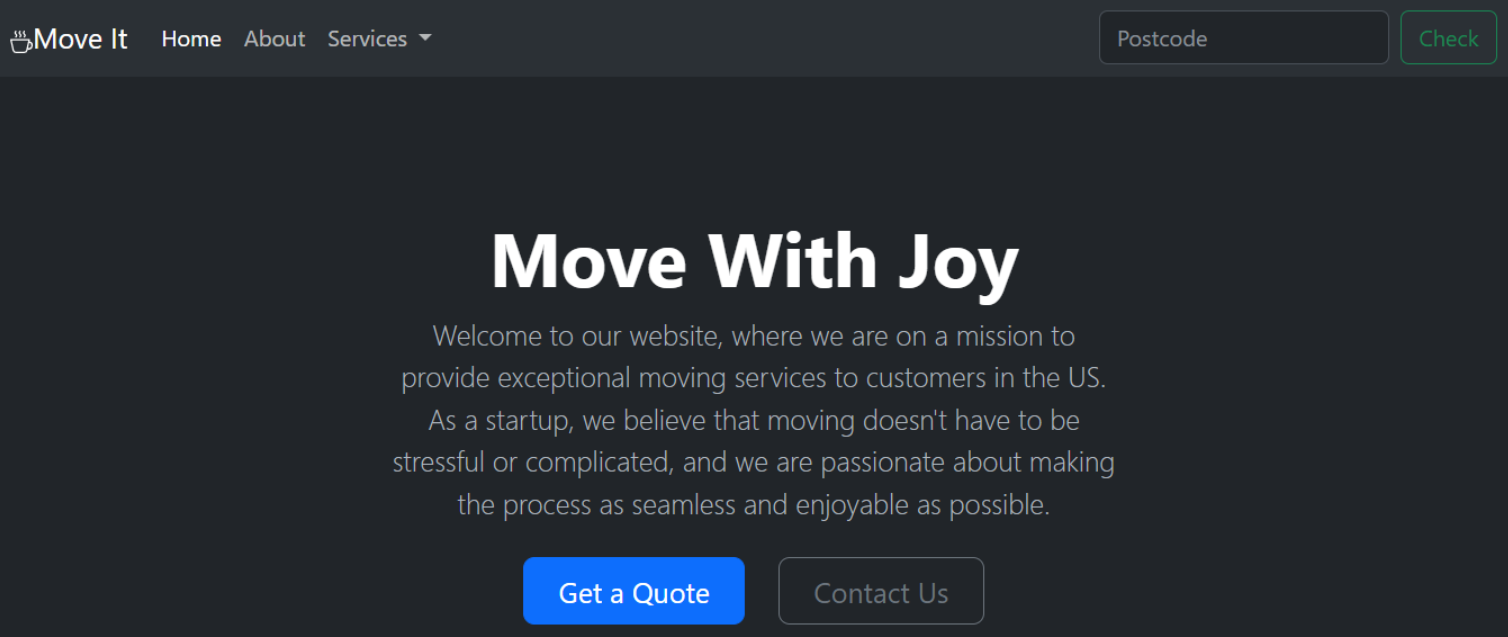 Move It Home About Services Postcode Check
Move With Joy
Welcome to our website, where we are on a mission to
provide exceptional moving services to customers in the US.
As a startup, we believe that moving doesn't have to be
stressful or complicated, and we are passionate about making
the process as seamless and enjoyable as possible.
Get a Quote Contact Us